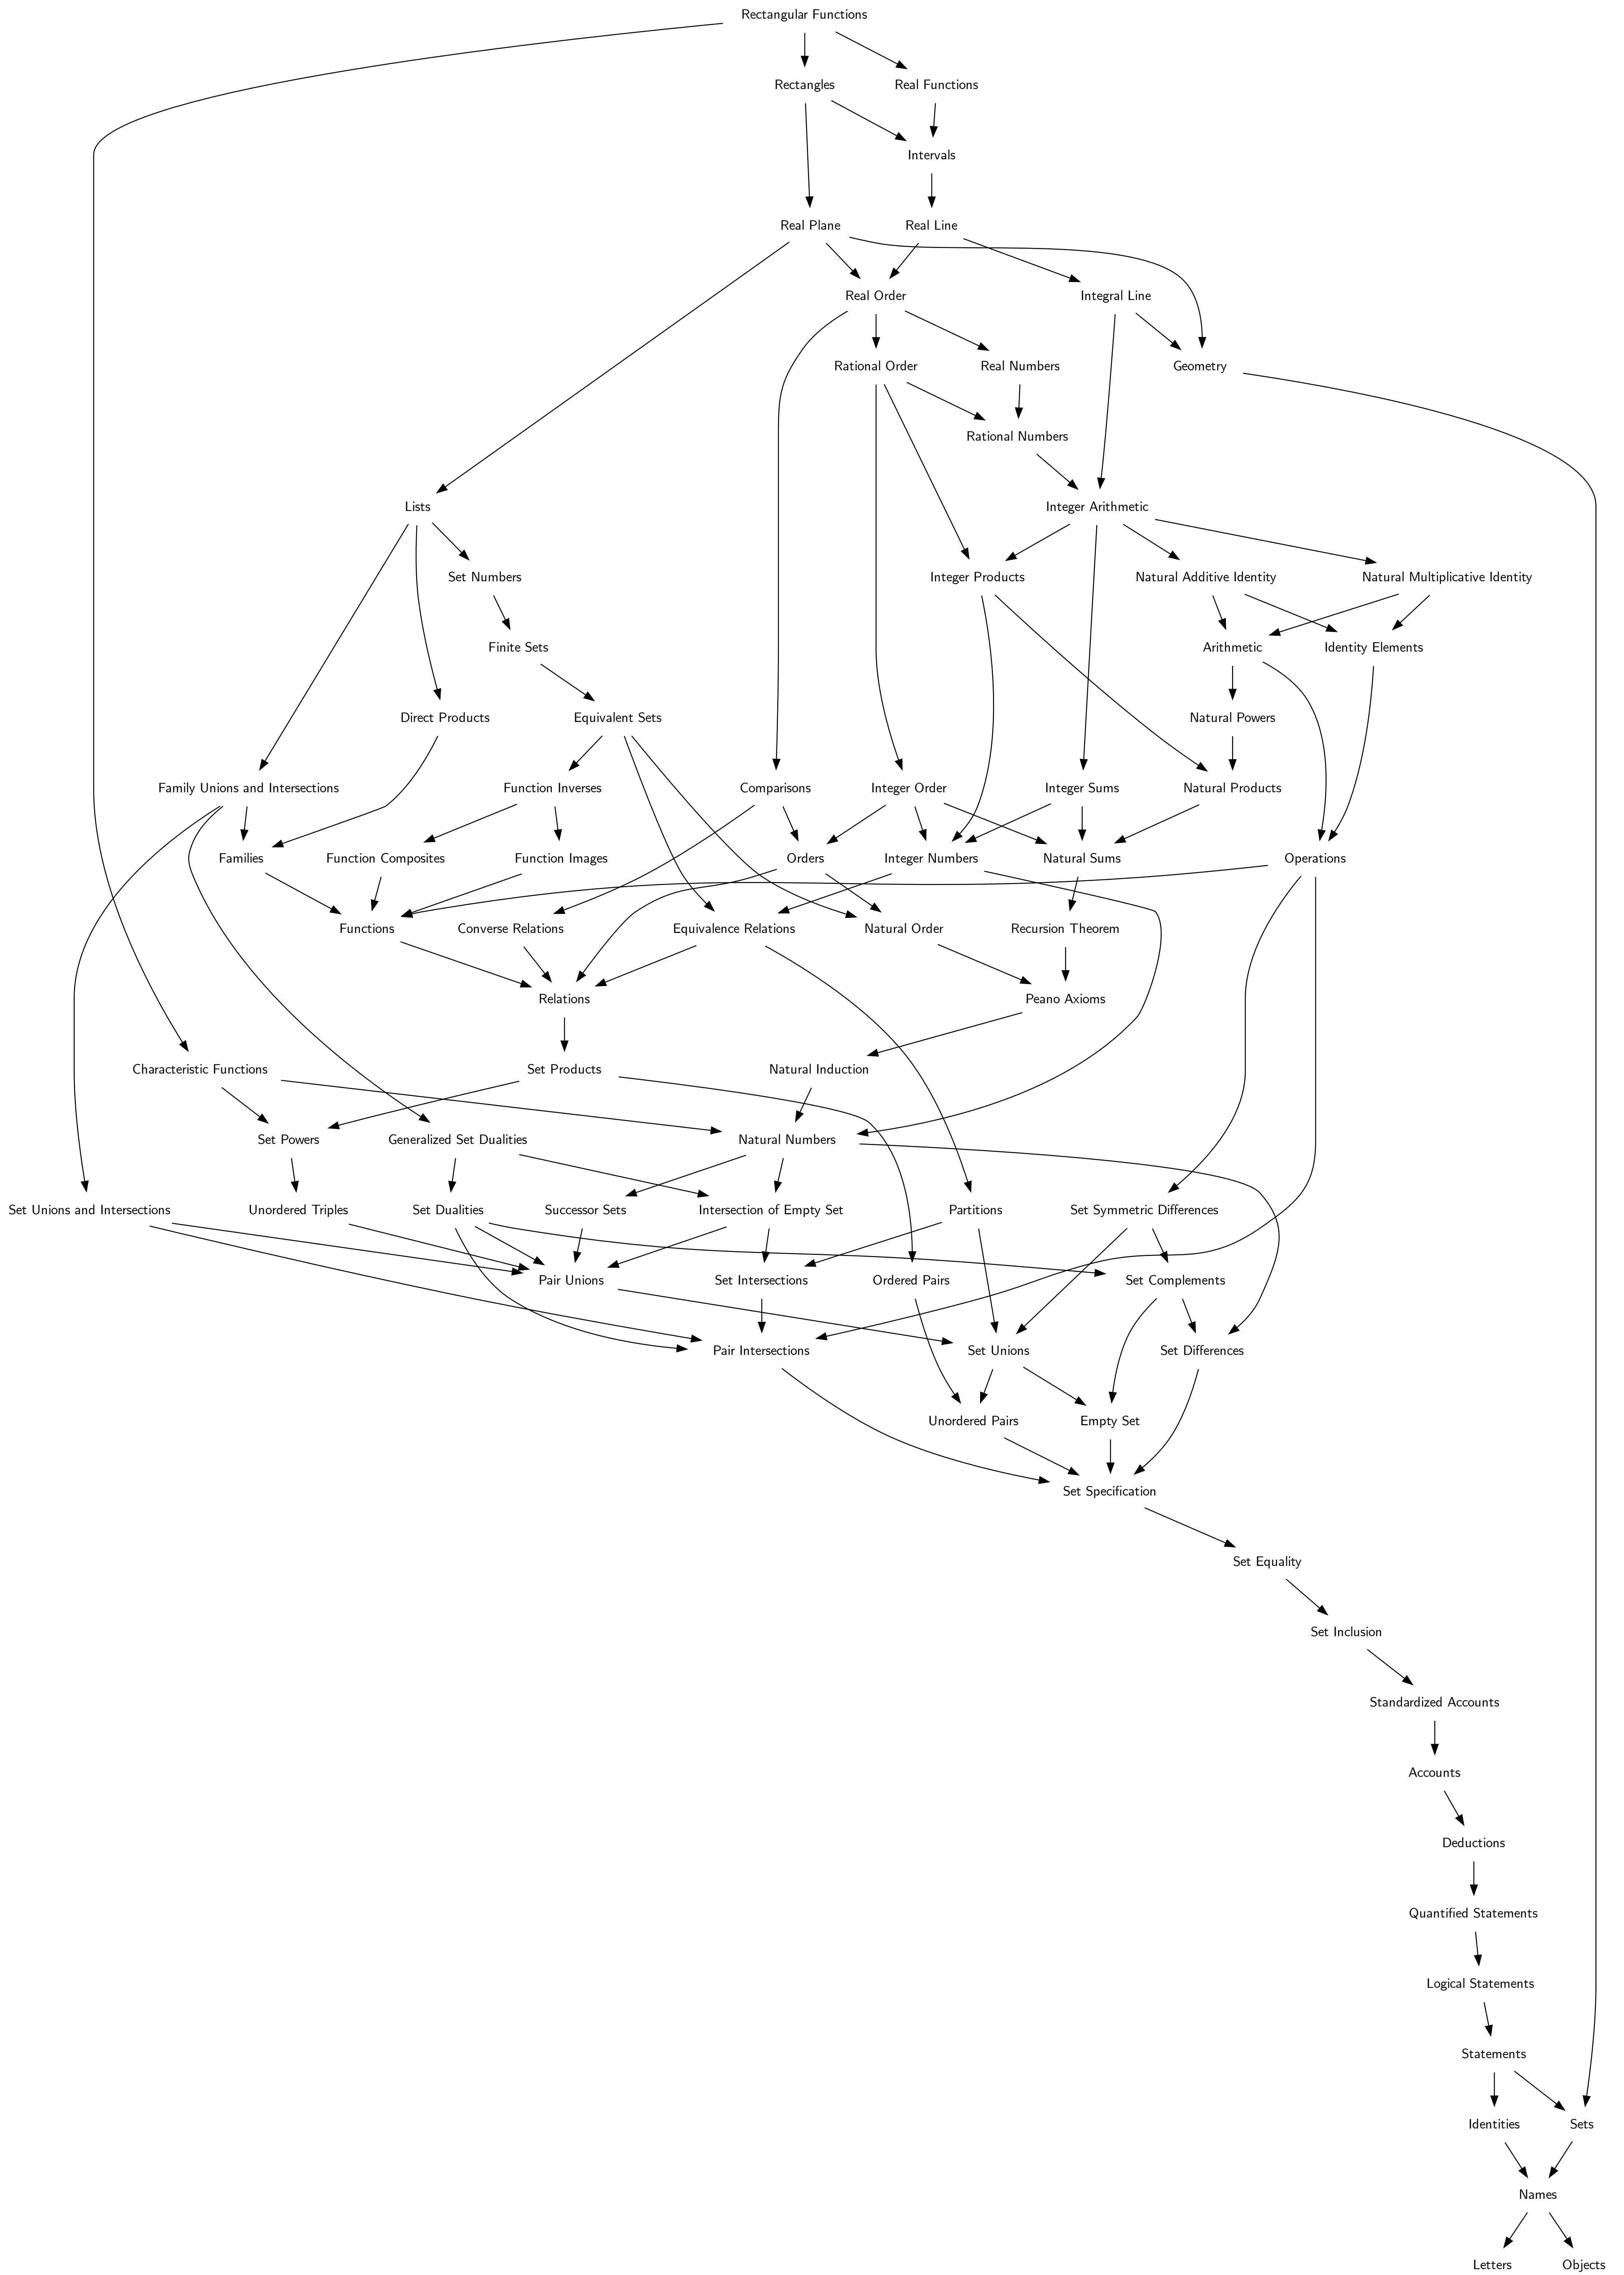 Rectangular Functions
Rectangles
Real Functions
Intervals
Real Plane
Real Line
Real Order
Integral Line
Rational Order
Real Numbers
Geometry
Rational Numbers
Lists
Integer Arithmetic
Set Numbers
Integer Products
Natural Additive Identity
Natural Multiplicative Identity
Finite Sets
Arithmetic
Identity Elements
Direct Products
Equivalent Sets
Natural Powers
Family Unions and Intersections
Function Inverses
Comparisons
Integer Order
Integer Sums
Natural Products
Families
Function Composites
Function Images
Orders
Integer Numbers
Natural Sums
Operations
Functions
Converse Relations
Equivalence Relations
Natural Order
Recursion Theorem
Relations
Peano Axioms
Characteristic Functions
Set Products
Natural Induction
Set Powers
Generalized Set Dualities
Natural Numbers
Set Unions and Intersections
Unordered Triples
Set Dualities
Successor Sets
Intersection of Empty Set
Partitions
Set Symmetric Differences
Pair Unions
Set Intersections
Ordered Pairs
Set Complements
Pair Intersections
Set Unions
Set Differences
Unordered Pairs
Empty Set
Set Specification
Set Equality
Set Inclusion
Standardized Accounts
Accounts
Deductions
Quantified Statements
Logical Statements
Statements
Identities
Sets
Names
Letters
Objects